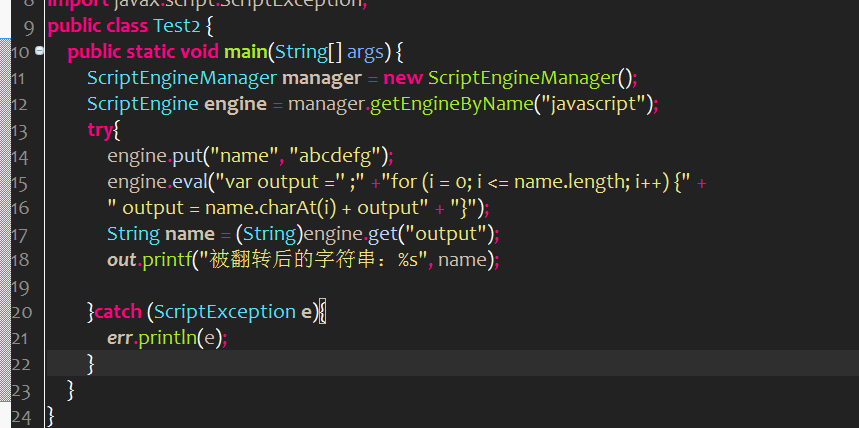 8 import javax.script.ScriptException;
9 public class Test2 {
10 public static void main(String[] args) {
11 ScriptEngineManager manager = new ScriptEngineManager();
12 ScriptEngine engine = manager.getEngineByName("javascript");
13 try{
14 engine.put("name", "abcdefg");
15 engine.eval("var output ='' ;" +"for (i = 0; i <= name.length; i++) {" +
16 " output = name.charAt(i) + output" + "}");
17 String name = (String)engine.get("output");
18 out.printf("被翻转后的字符串：%s", name);
19
20 }catch (ScriptException e){
21 err.println(e);
22 }
23 }
24 }